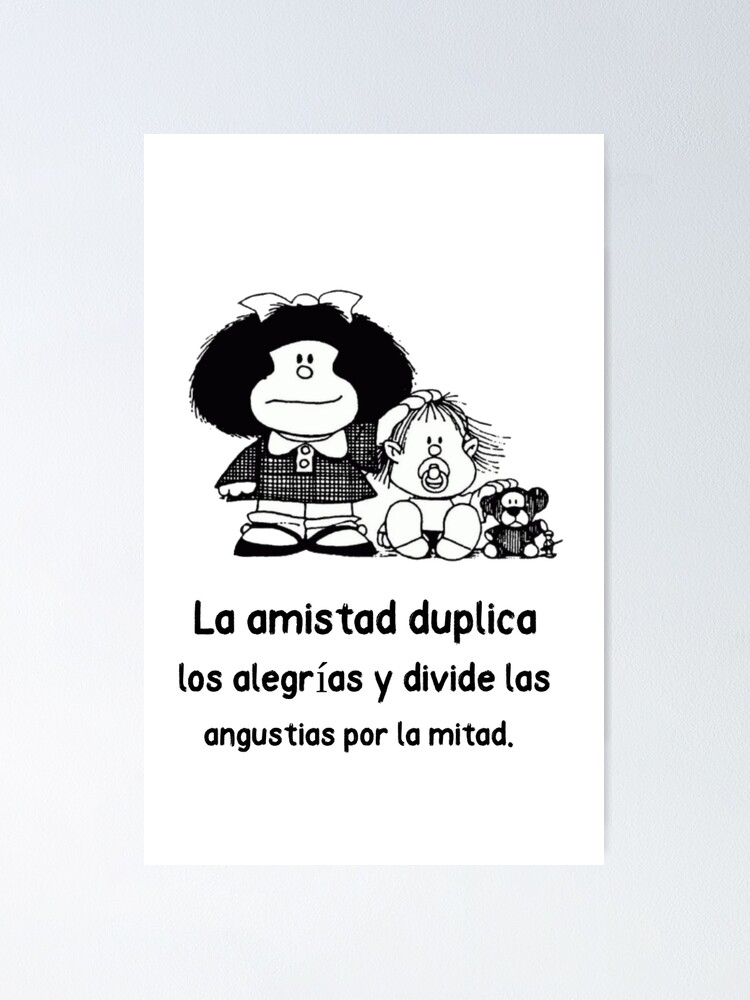 La amistad duplica
los alegrías y divide las
angustias por la mitad.